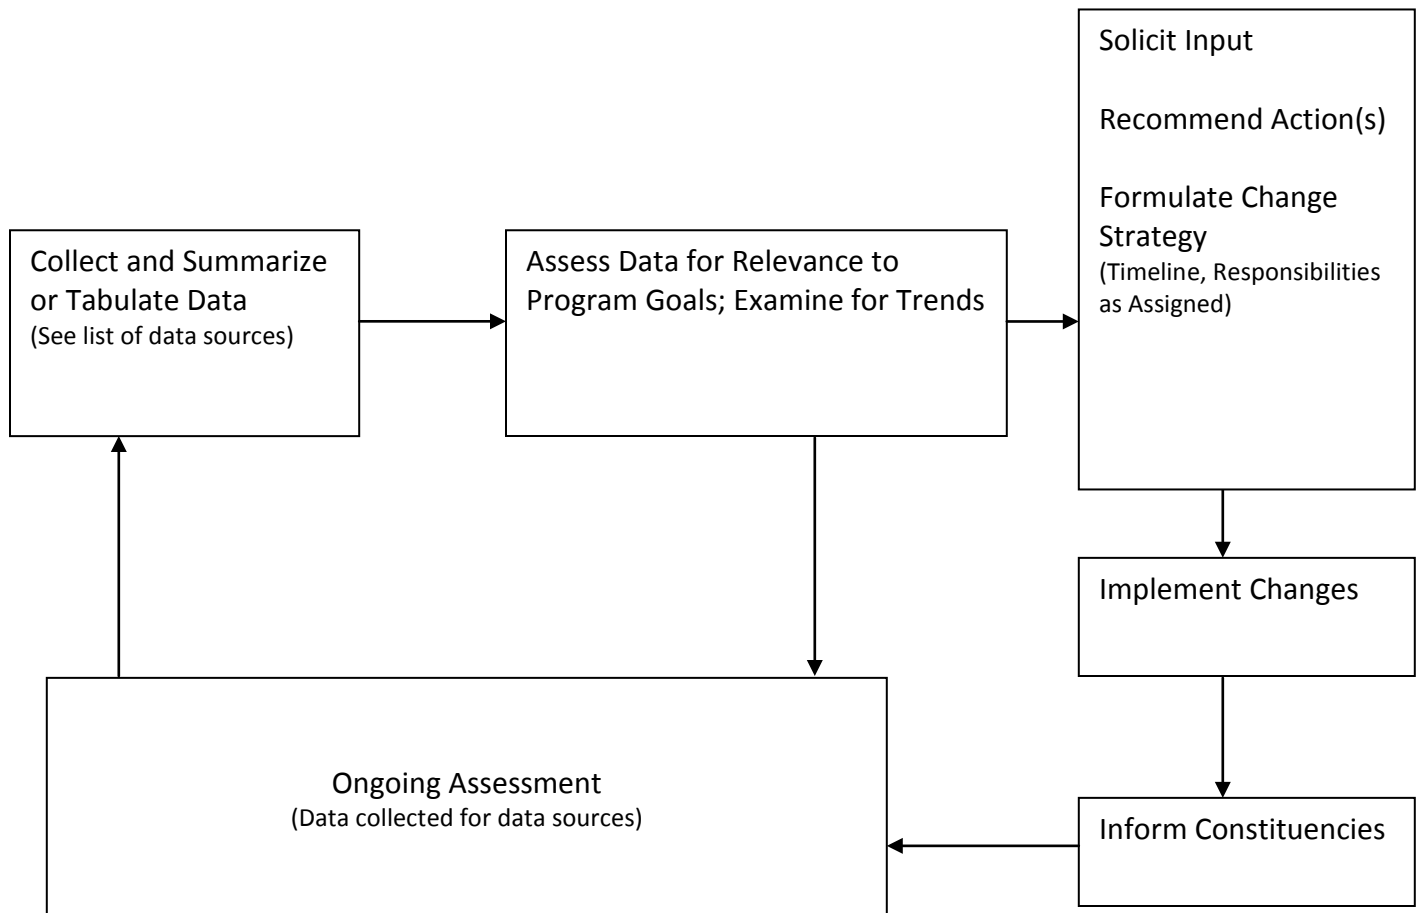 Solicit Input
Recommend Action(s)
Formulate Change
Strategy
(Timeline, Responsibilities
as Assigned)
Collect and Summarize
or Tabulate Data
(See list of data sources)
Assess Data for Relevance to
Program Goals; Examine for Trends
Implement Changes
Ongoing Assessment
(Data collected for data sources)
Inform Constituencies